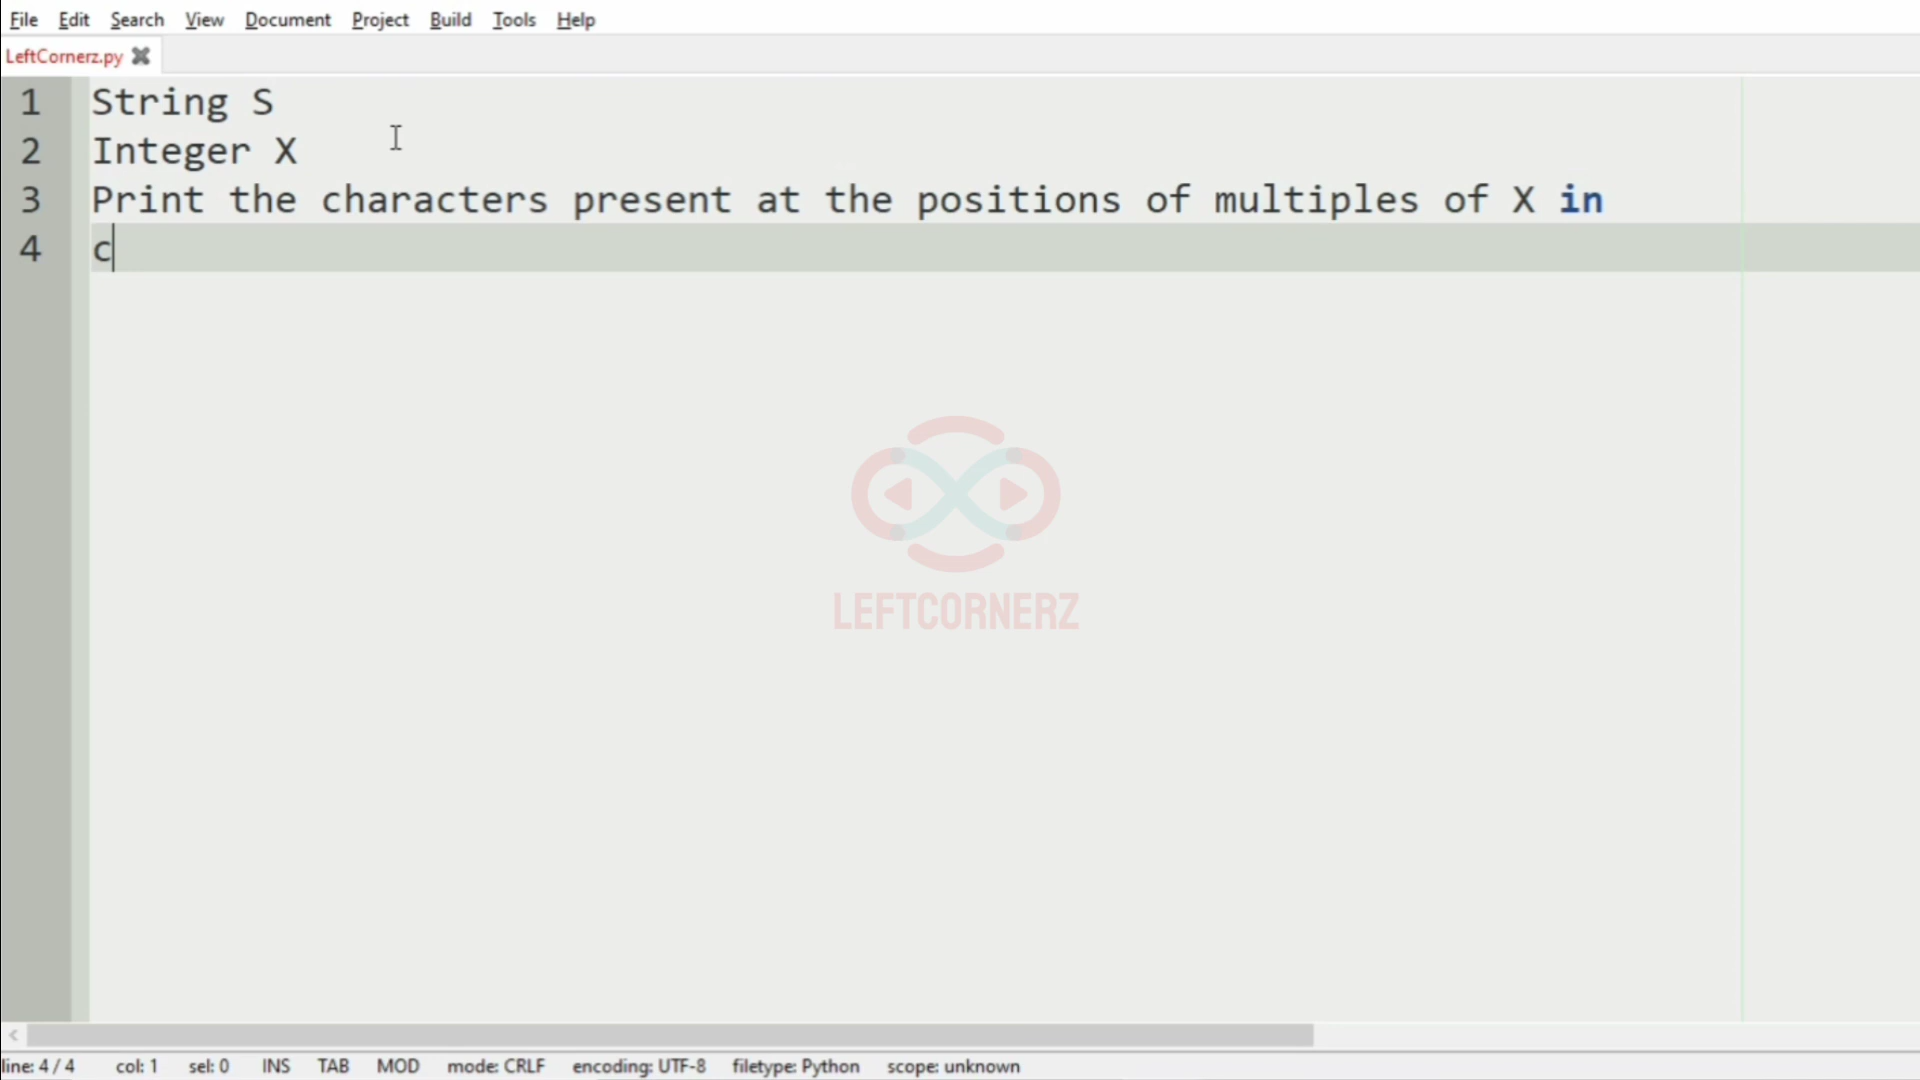 File Edit Search View Document Project Build Tools Help
LeftCornerz.py
1 String S
2 Integer X
3 Print the characters present at the positions of multiples of X in
4 c
LEFTCORNERZ
line: 4 / 4 col: 1 sel: 0 INS TAB MOD mode: CRLF encoding: UTF-8 filetype: Python scope: unknown